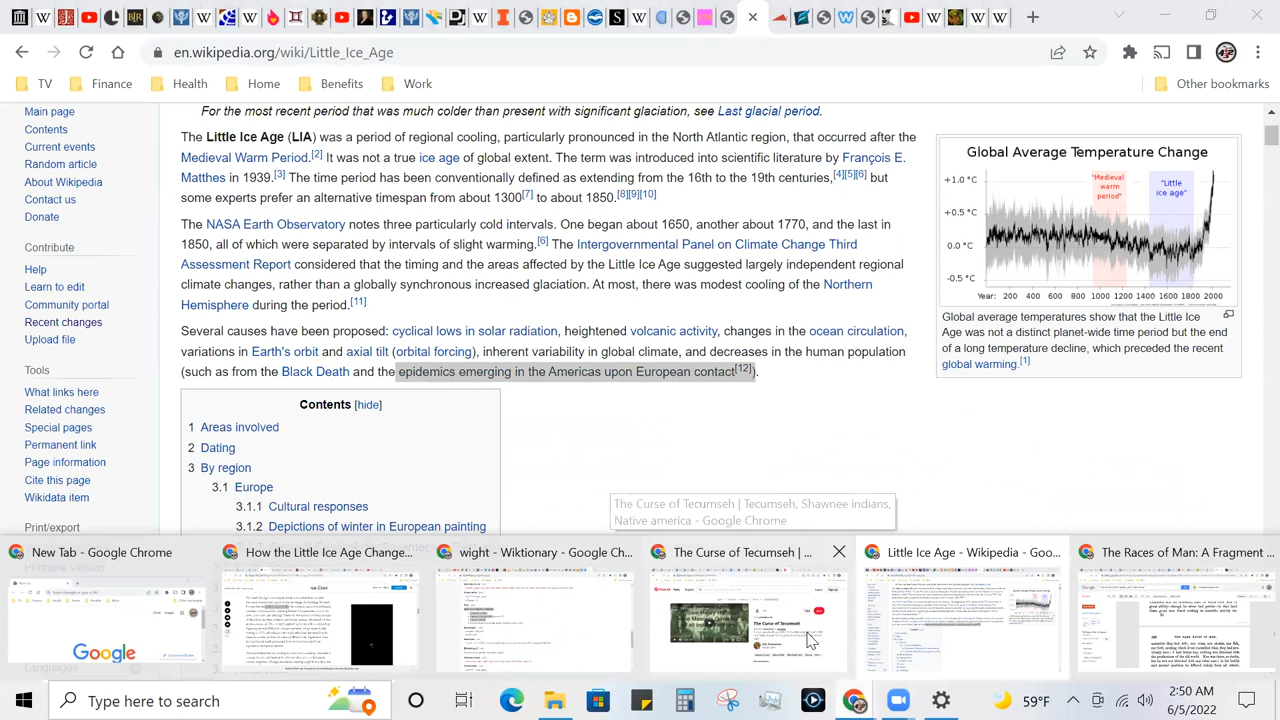 en.wikipedia.org/wiki/Little_Ice_Age
TV
Finance
Health
Home
Benefits
Work
Other bookmarks
Main page
Contents
Current events
Random article
About Wikipedia
Contact us
Donate
Contribute
Help
Learn to edit
Community portal
Recent changes
Upload file
Tools
What links here
Related changes
Special pages
Permanent link
Page information
Cite this page
Wikidata item
Print/export
For the most recent period that was much colder than present with significant glaciation, see Last glacial period.
The Little Ice Age (LIA) was a period of regional cooling, particularly pronounced in the North Atlantic region, that occurred after the
Medieval Warm Period.[2] It was not a true ice age of global extent. The term was introduced into scientific literature by François E.
Matthes in 1939.[3] The time period has been conventionally defined as extending from the 16th to the 19th centuries,[4][5][6] but
some experts prefer an alternative timespan from about 1300[7] to about 1850.[8][9][10]
The NASA Earth Observatory notes three particularly cold intervals. One began about 1650, another about 1770, and the last in
1850, all of which were separated by intervals of slight warming.[6] The Intergovernmental Panel on Climate Change Third
Assessment Report considered that the timing and the areas affected by the Little Ice Age suggested largely independent regional
climate changes, rather than a globally synchronous increased glaciation. At most, there was modest cooling of the Northern
Hemisphere during the period.[11]
Several causes have been proposed: cyclical lows in solar radiation, heightened volcanic activity, changes in the ocean circulation,
variations in Earth's orbit and axial tilt (orbital forcing), inherent variability in global climate, and decreases in the human population
(such as from the Black Death and the epidemics emerging in the Americas upon European contact[12]).
Contents [hide]
1 Areas involved
2 Dating
3 By region
3.1 Europe
3.1.1 Cultural responses
3.1.2 Depictions of winter in European painting
Global Average Temperature Change
+1.0 °C
+0.5 °C
0.0 °C
-0.5 °C
"Medieval
warm
period"
"Little
ice age"
Year: 200 400 600 800 1000 1200 1400 1600 1800 2000
Global average temperatures show that the Little Ice
Age was not a distinct planet-wide time period but the end
of a long temperature decline, which preceded the recent
global warming.[1]
The Curse of Tecumseh | Tecumseh, Shawnee indians,
Native america - Google Chrome
New Tab - Google Chrome
How the Little Ice Age Change...
wight - Wiktionary - Google Ch...
The Curse of Tecumseh | ...
Little Ice Age - Wikipedia - Goo...
The Races of Man: A Fragment ...
Google
The Curse of Tecumseh
Type here to search
59°F
2:50 AM
6/5/2022